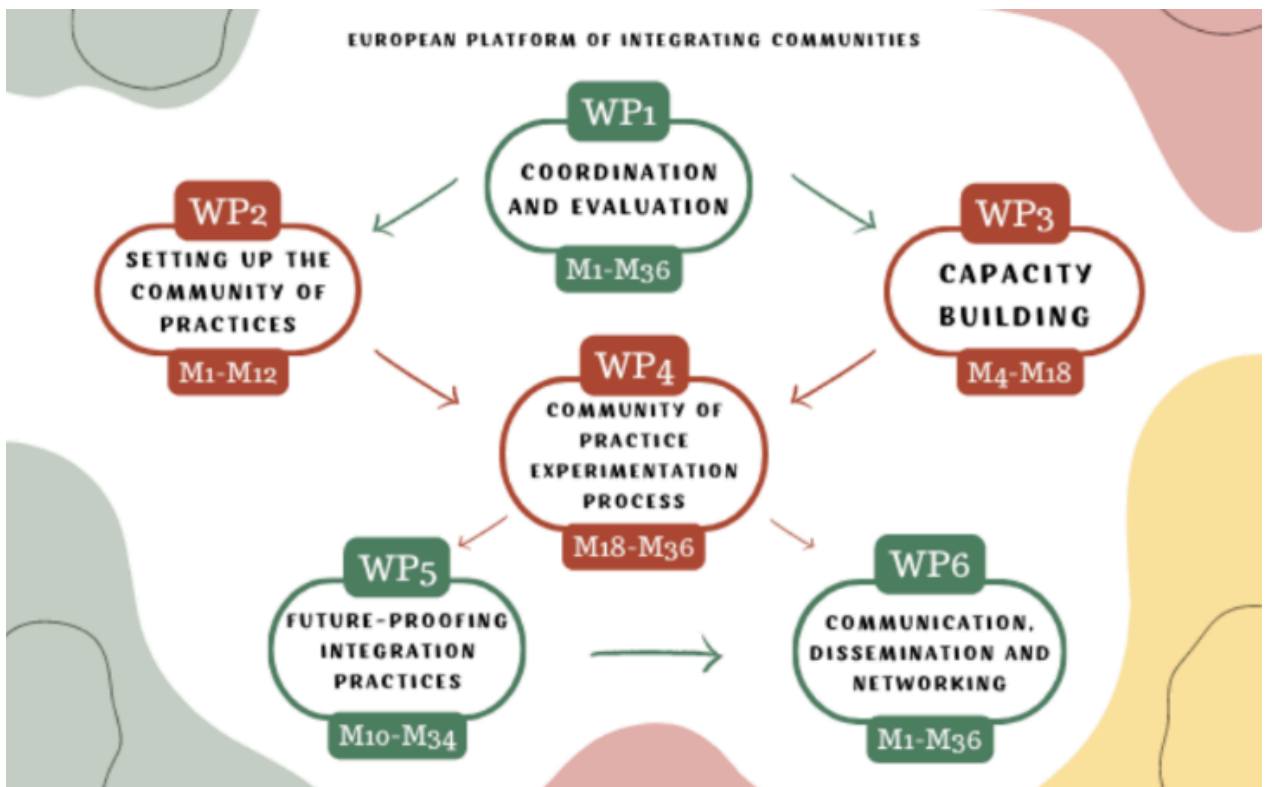 EUROPEAN PLATFORM OF INTEGRATING COMMUNITIES
WP1
COORDINATION
AND EVALUATION
M1-M36
WP2
SETTING UP THE
COMMUNITY OF
PRACTICES
M1-M12
WP3
CAPACITY
BUILDING
M4-M18
WP4
COMMUNITY OF
PRACTICE
EXPERIMENTATION
PROCESS
M18-M36
WP5
FUTURE-PROOFING
INTEGRATION
PRACTICES
M10-M34
WP6
COMMUNICATION,
DISSEMINATION AND
NETWORKING
M1-M36